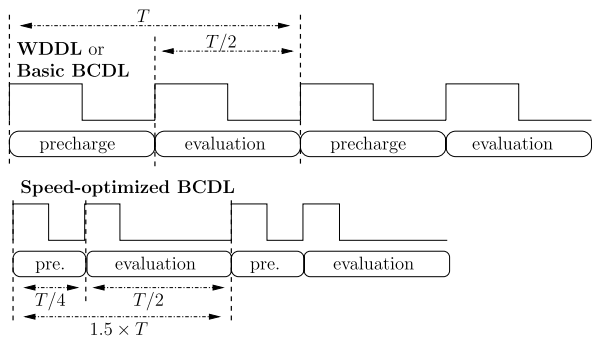 T
WDDL or
Basic BCDL
T/2
precharge
evaluation
precharge
evaluation
Speed-optimized BCDL
pre.
evaluation
pre.
evaluation
T/4
T/2
1.5 × T